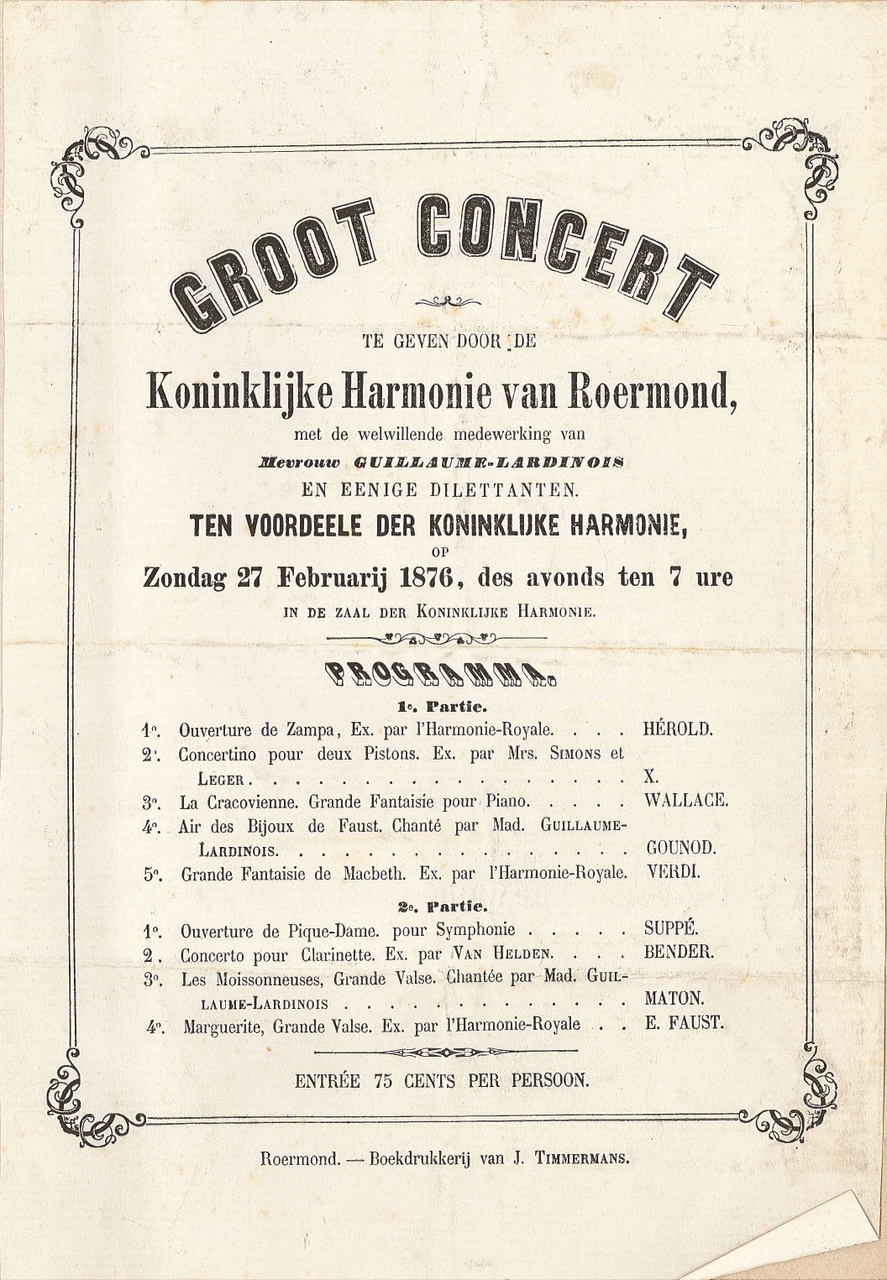 GROOT CONCERT
TE GEVEN DOOR DE
Koninklijke Harmonie van Roermond,
met de welwillende medewerking van
Mevrouw GUILLAUME-LARDINOIS
EN EENIGE DILETTANTEN.
TEN VOORDEELE DER KONINKLIJKE HARMONIE,
OP
Zondag 27 Februarij 1876, des avonds ten 7 ure
IN DE ZAAL DER KONINKLIJKE HARMONIE.
PROGRAMMA.
1e. Partie.
1o. Ouverture de Zampa, Ex. par l'Harmonie-Royale. . . . HÉROLD.
2'. Concertino pour deux Pistons. Ex. par Mrs. SIMONS et
LEGER . . . . . . . . . . . . . . . . X.
3o. La Cracovienne. Grande Fantaisie pour Piano. . . . . WALLACE.
4o. Air des Bijoux de Faust. Chanté par Mad. GUILLAUME-
LARDINOIS. . . . . . . . . . . . . . . GOUNOD.
5o. Grande Fantaisie de Macbeth. Ex. par l'Harmonie-Royale. VERDI.
2e. Partie.
1o. Ouverture de Pique-Dame. pour Symphonie . . . . . SUPPÉ.
2 . Concerto pour Clarinette. Ex. par VAN HELDEN. . . . BENDER.
3o. Les Moissonneuses, Grande Valse. Chantée par Mad. GUIL-
LAUME-LARDINOIS . . . . . . . . . . . . MATON.
4o. Marguerite, Grande Valse. Ex. par l'Harmonie-Royale . . E. FAUST.
ENTRÉE 75 CENTS PER PERSOON.
Roermond. — Boekdrukkerij van J. TIMMERMANS.